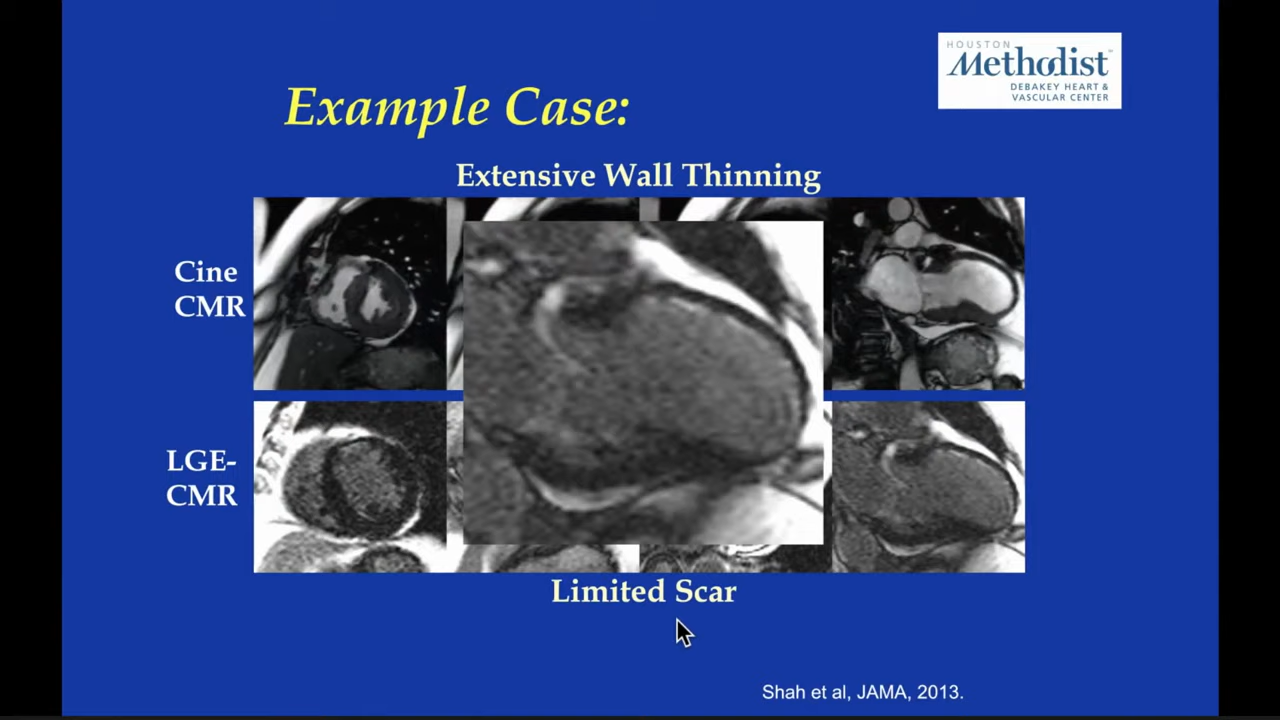 HOUSTON
Methodist
DEBAKEY HEART &
VASCULAR CENTER
Example Case:
Extensive Wall Thinning
Cine
CMR
LGE-
CMR
Limited Scar
Shah et al, JAMA, 2013.